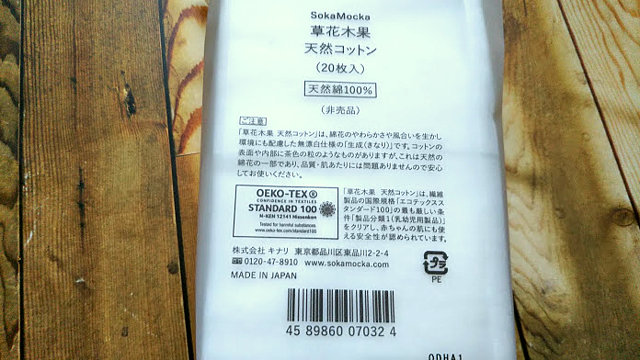 SokaMocka
草花木果
天然コットン
(20枚入)
天然綿100%
(非売品)
ご注意
「草花木果 天然コットン」は、綿花のやわらかさや風合いを生かし
環境にも配慮した無漂白仕様の「生成(きなり)」です。コットンの
表面や内部に茶色の粒のようなものがありますが、これは天然の
綿花の一部であり、品質・肌あたりには問題ありませんので安心
してお使いください。
OEKO-TEX®
CONFIDENCE IN TEXTILES
STANDARD 100
N-KEN 12141 Nissenken
Tested for harmful substances
www.oeko-tex.com/standard100
「草花木果 天然コットン」は、繊維
製品の国際規格「エコテックスス
タンダード100」の最も厳しい条
件「製品分類1(乳幼児用製品)」
をクリアし、赤ちゃんの肌にも使
える安全性が認められています。
株式会社 キナリ 東京都品川区東品川2-2-4
0120-47-8910 www.sokamocka.com
MADE IN JAPAN
プラ
PE
45 89860 07032 4
0DHA1